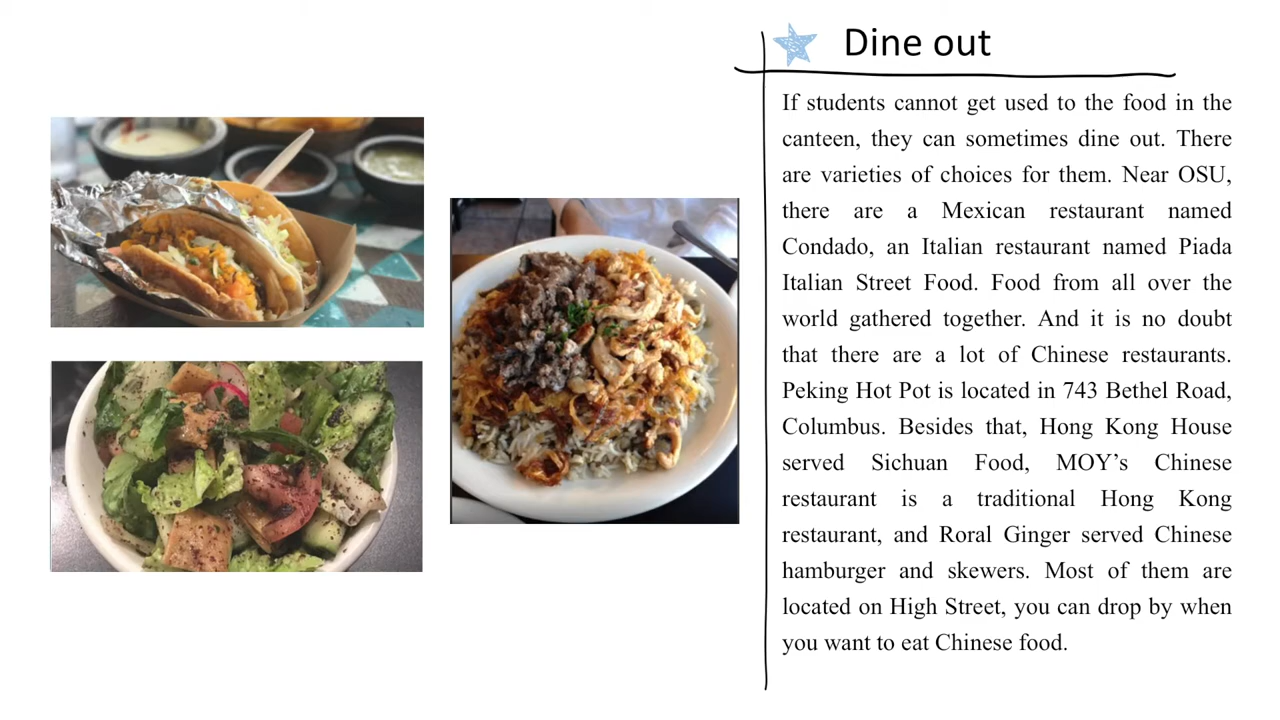 Dine out
If students cannot get used to the food in the
canteen, they can sometimes dine out. There
are varieties of choices for them. Near OSU,
there are a Mexican restaurant named
Condado, an Italian restaurant named Piada
Italian Street Food. Food from all over the
world gathered together. And it is no doubt
that there are a lot of Chinese restaurants.
Peking Hot Pot is located in 743 Bethel Road,
Columbus. Besides that, Hong Kong House
served Sichuan Food, MOY’s Chinese
restaurant is a traditional Hong Kong
restaurant, and Roral Ginger served Chinese
hamburger and skewers. Most of them are
located on High Street, you can drop by when
you want to eat Chinese food.